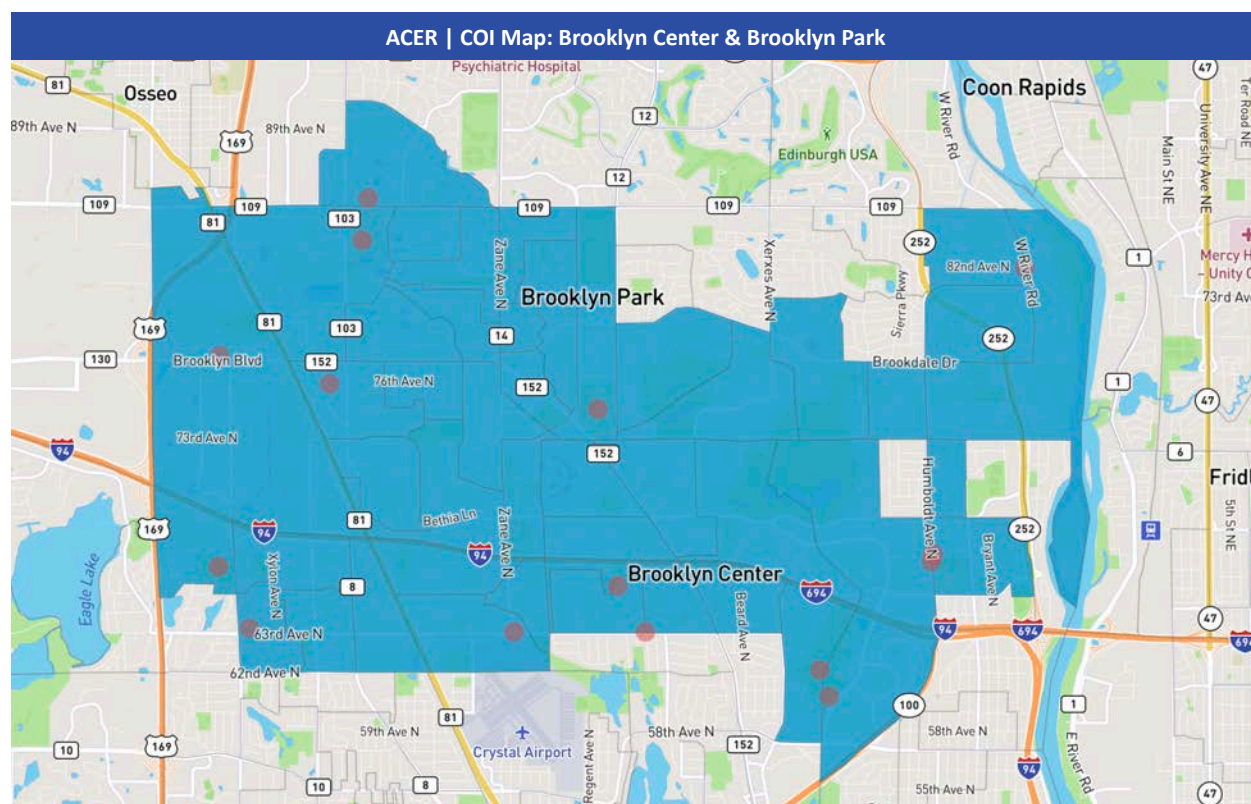 ACER | COI Map: Brooklyn Center & Brooklyn Park
Psychiatric Hospital
47
81
Osseo
Coon Rapids
Ter Road NE
University Ave NE
Main St NE
W River Rd
12
89th Ave N
89th Ave N
169
Edinburgh USA
12
109
109
103
109
109
109
81
252
1
Mercy H
Unity C
73rd Av
Zane Ave N
Xerxes Ave N
82nd Ave N
W River Rd
Brooklyn Park
Sierra Pkwy
169
81
103
14
252
130
Brooklyn Blvd
152
Brookdale Dr
76th Ave N
152
1
47
73rd Ave N
94
152
6
Humboldt Ave N
Fridl
5th St NE
169
94
81
Bethia Ln
Zane Ave N
94
252
Bryant Ave N
Eagle Lake
Xylon Ave N
8
Brooklyn Center
694
Beard Ave N
47
63rd Ave N
94
694
694
62nd Ave N
100
1
81
59th Ave N
Crystal Airport
Regent Ave N
58th Ave N
152
58th Ave N
10
169
10
8
94
55th Ave N
E River Rd
47